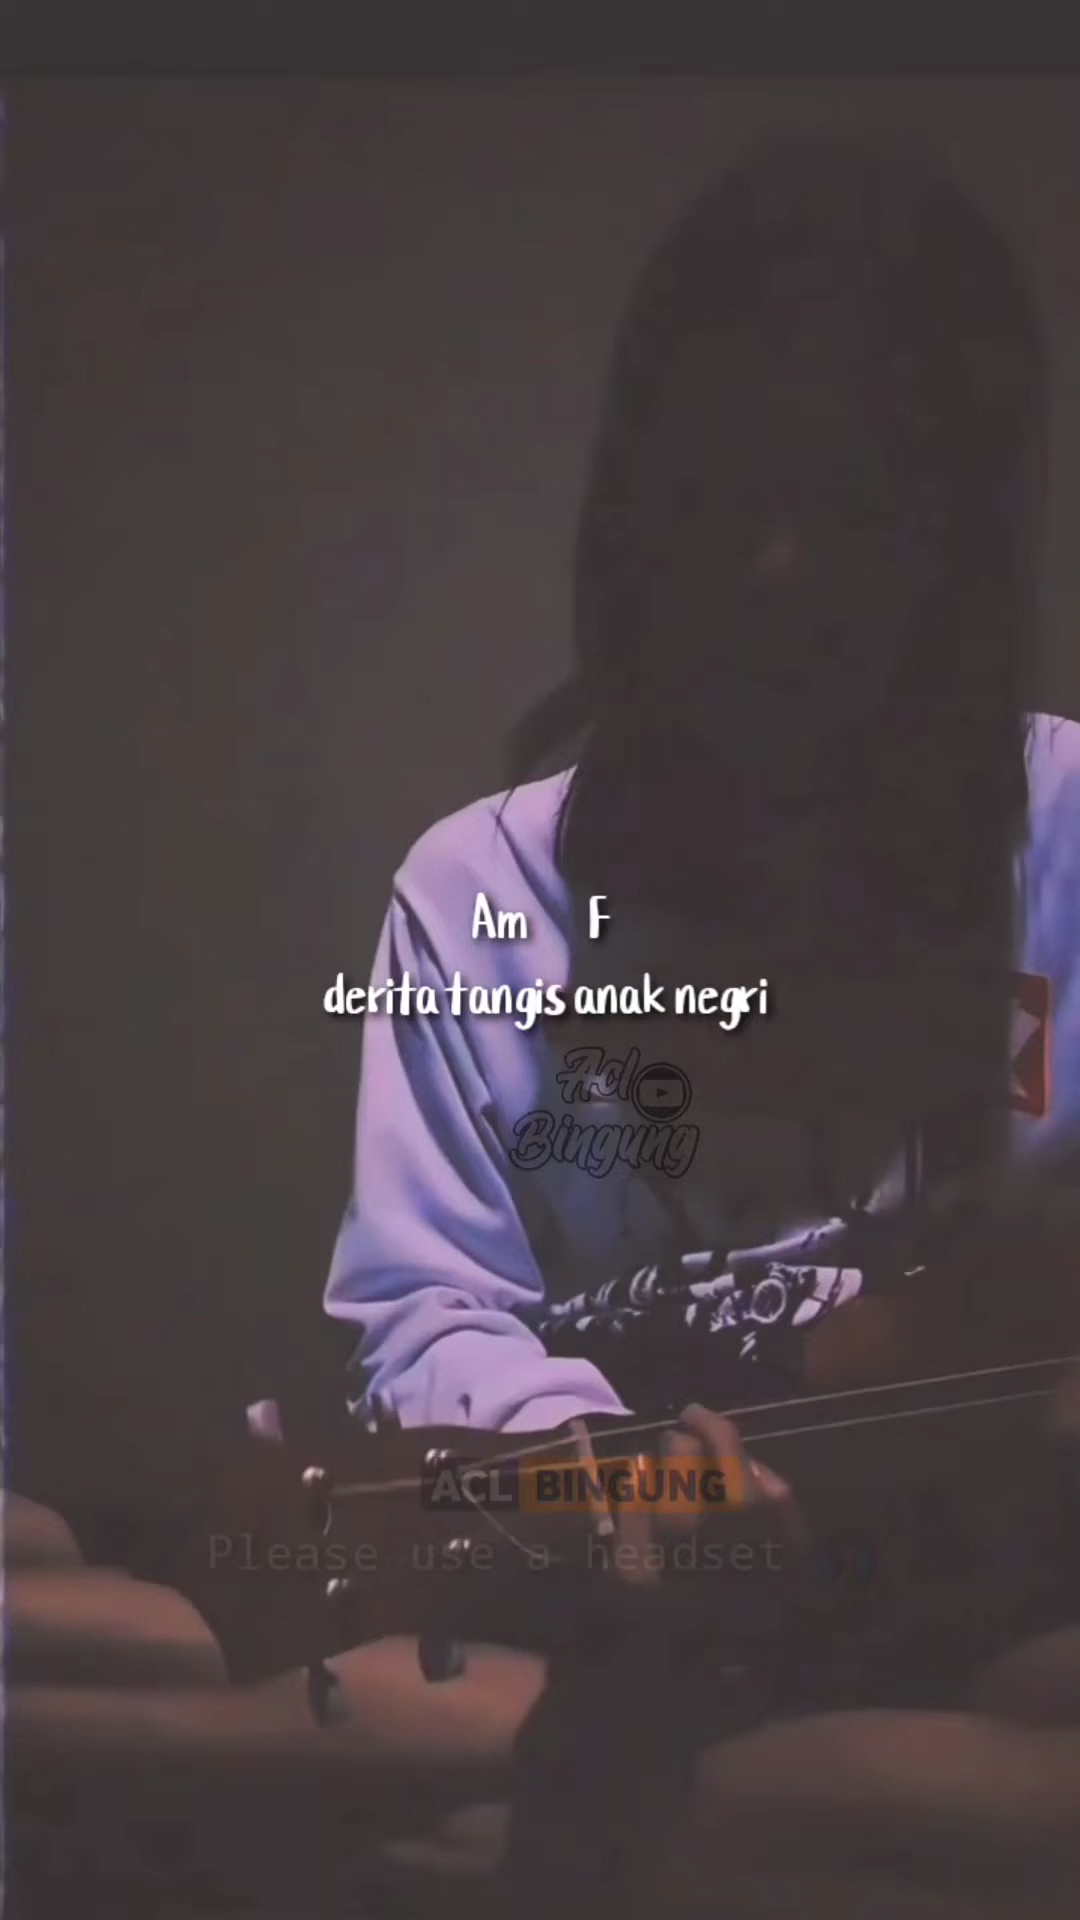 Am F
derita tangis anak negri
Acl
Bingung
ACL BINGUNG
Please use a headset